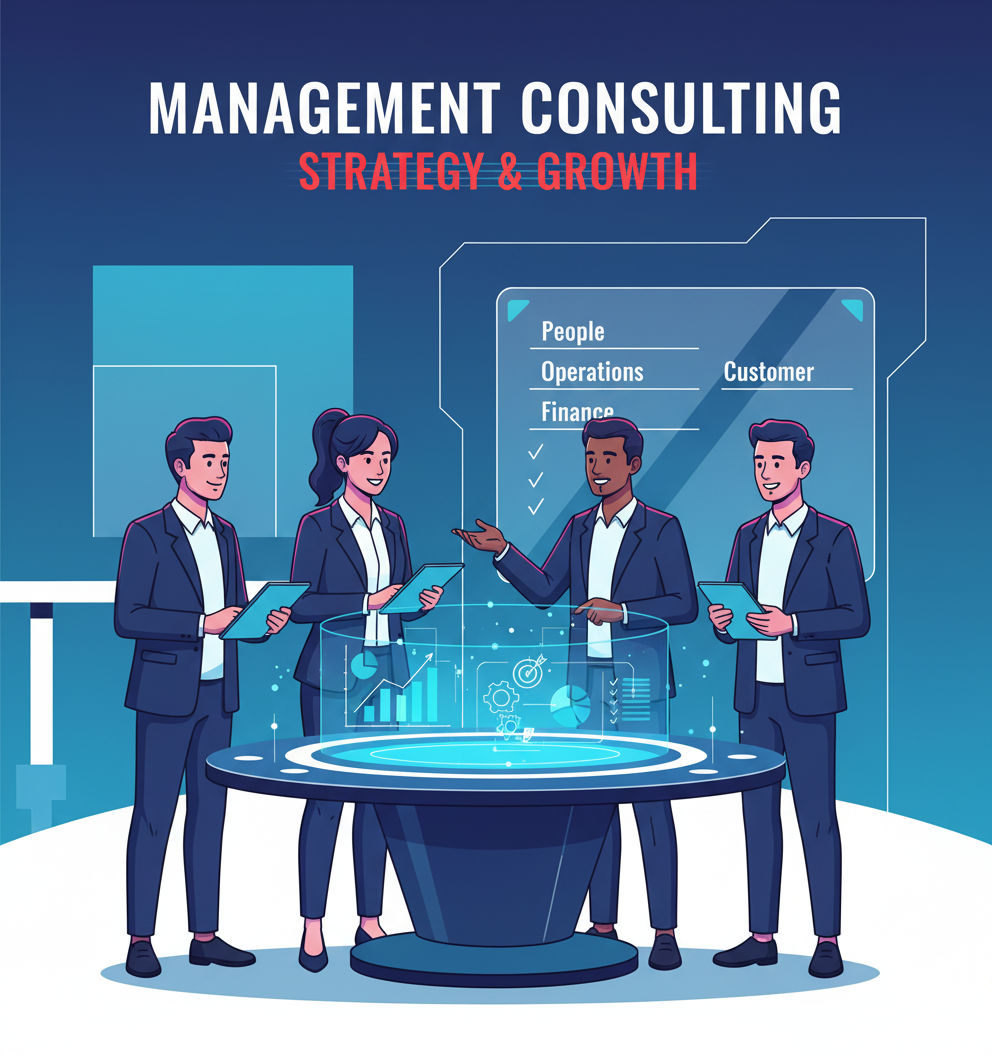 MANAGEMENT CONSULTING
STRATEGY & GROWTH
People
Operations
Customer
Finance